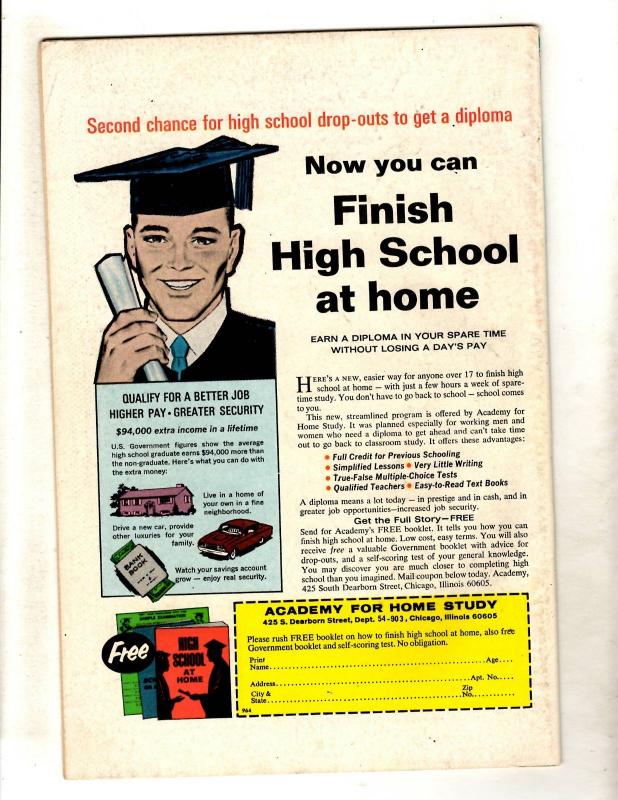 Second chance for high school drop-outs to get a diploma
Now you can
Finish
High School
at home
EARN A DIPLOMA IN YOUR SPARE TIME
WITHOUT LOSING A DAY'S PAY
HERE'S A NEW, easier way for anyone over 17 to finish high
school at home — with just a few hours a week of spare-
time study. You don't have to go back to school — school comes
to you.
This new, streamlined program is offered by Academy for
Home Study. It was planned especially for working men and
women who need a diploma to get ahead and can't take time
out to go back to classroom study. It offers these advantages:
• Full Credit for Previous Schooling
• Simplified Lessons • Very Little Writing
• True-False Multiple-Choice Tests
• Qualified Teachers • Easy-to-Read Text Books
A diploma means a lot today — in prestige and in cash, and in
greater job opportunities—increased job security.
Get the Full Story—FREE
Send for Academy's FREE booklet. It tells you how you can
finish high school at home. Low cost, easy terms. You will also
receive free a valuable Government booklet with advice for
drop-outs, and a self-scoring test of your general knowledge.
You may discover you are much closer to completing high
school than you imagined. Mail coupon below today. Academy,
425 South Dearborn Street, Chicago, Illinois 60605.
QUALIFY FOR A BETTER JOB
HIGHER PAY • GREATER SECURITY
$94,000 extra income in a lifetime
U.S. Government figures show the average
high school graduate earns $94,000 more than
the non-graduate. Here's what you can do with
the extra money:
Live in a home of
your own in a fine
neighborhood.
Drive a new car, provide
other luxuries for your
family.
BANK
BOOK
Watch your savings account
grow — enjoy real security.
Free
SAMPLE EXAMINATION
HIGH
SCHOOL
AT
HOME
ACADEMY FOR HOME STUDY
425 S. Dearborn Street, Dept. 54-903, Chicago, Illinois 60605
Please rush FREE booklet on how to finish high school at home, also free
Government booklet and self-scoring test. No obligation.
Print
Name Age
Address Apt. No.
City & Zip
State No.
964